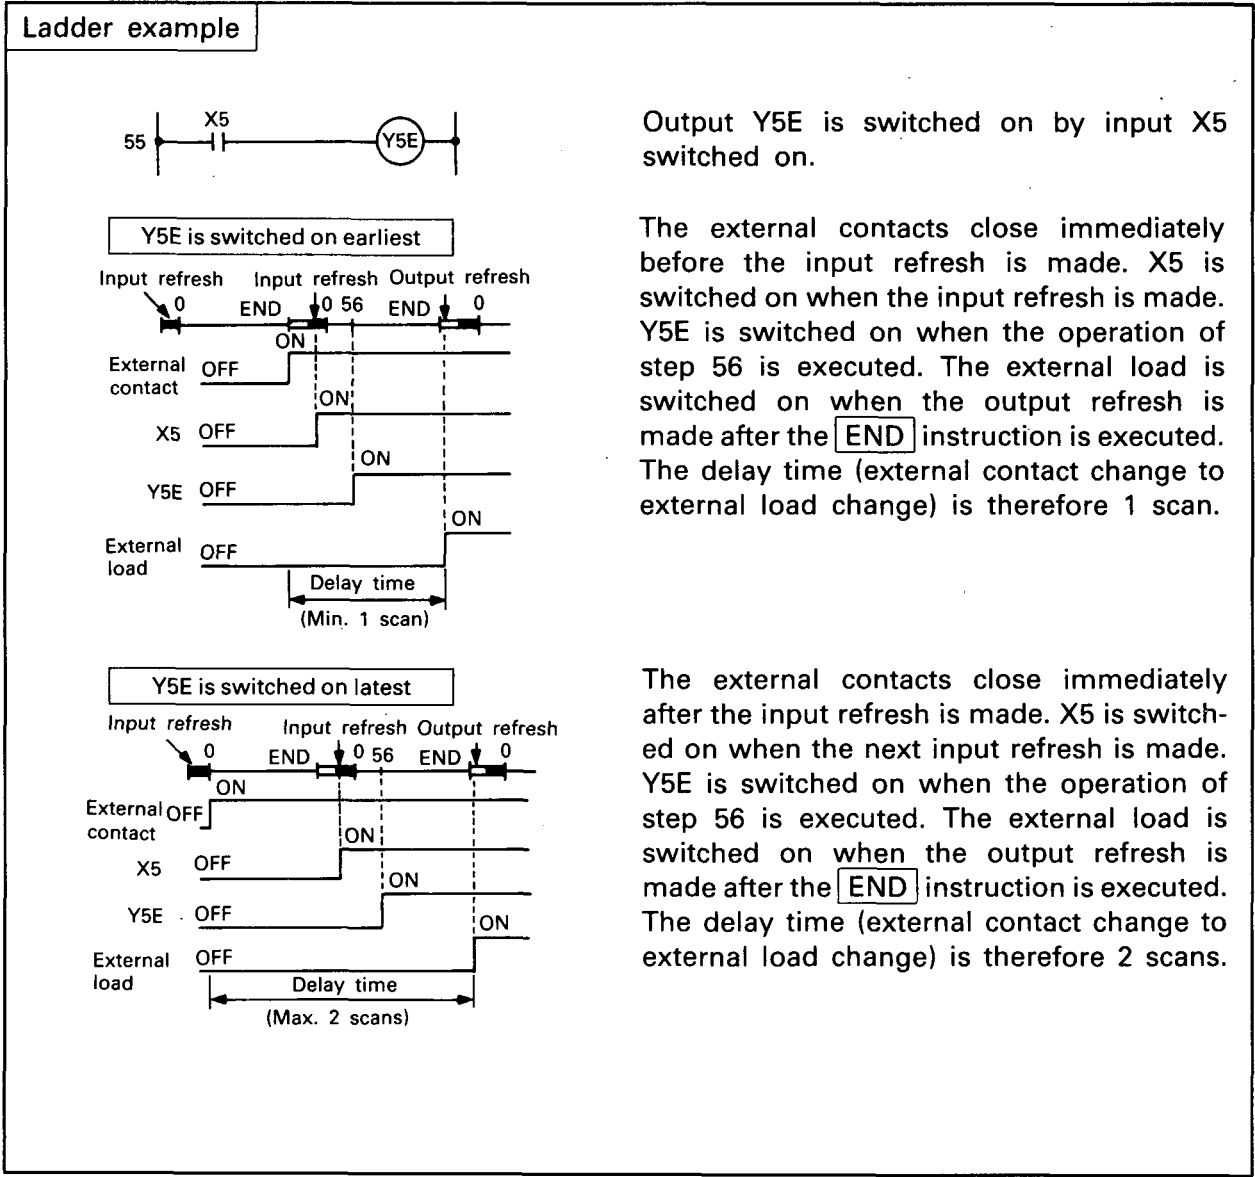 Ladder example
X5
55
Y5E
Output Y5E is switched on by input X5
switched on.
Y5E is switched on earliest
Input refresh Input refresh Output refresh
0 END 0 56 END 0
ON
External
contact
OFF
ON
X5 OFF
ON
Y5E OFF
ON
External
load
OFF
Delay time
(Min. 1 scan)
The external contacts close immediately
before the input refresh is made. X5 is
switched on when the input refresh is made.
Y5E is switched on when the operation of
step 56 is executed. The external load is
switched on when the output refresh is
made after the END instruction is executed.
The delay time (external contact change to
external load change) is therefore 1 scan.
Y5E is switched on latest
Input refresh Input refresh Output refresh
0 END 0 56 END 0
ON
External
contact
OFF
ON
X5 OFF
ON
Y5E OFF
ON
External
load
OFF
Delay time
(Max. 2 scans)
The external contacts close immediately
after the input refresh is made. X5 is switch-
ed on when the next input refresh is made.
Y5E is switched on when the operation of
step 56 is executed. The external load is
switched on when the output refresh is
made after the END instruction is executed.
The delay time (external contact change to
external load change) is therefore 2 scans.